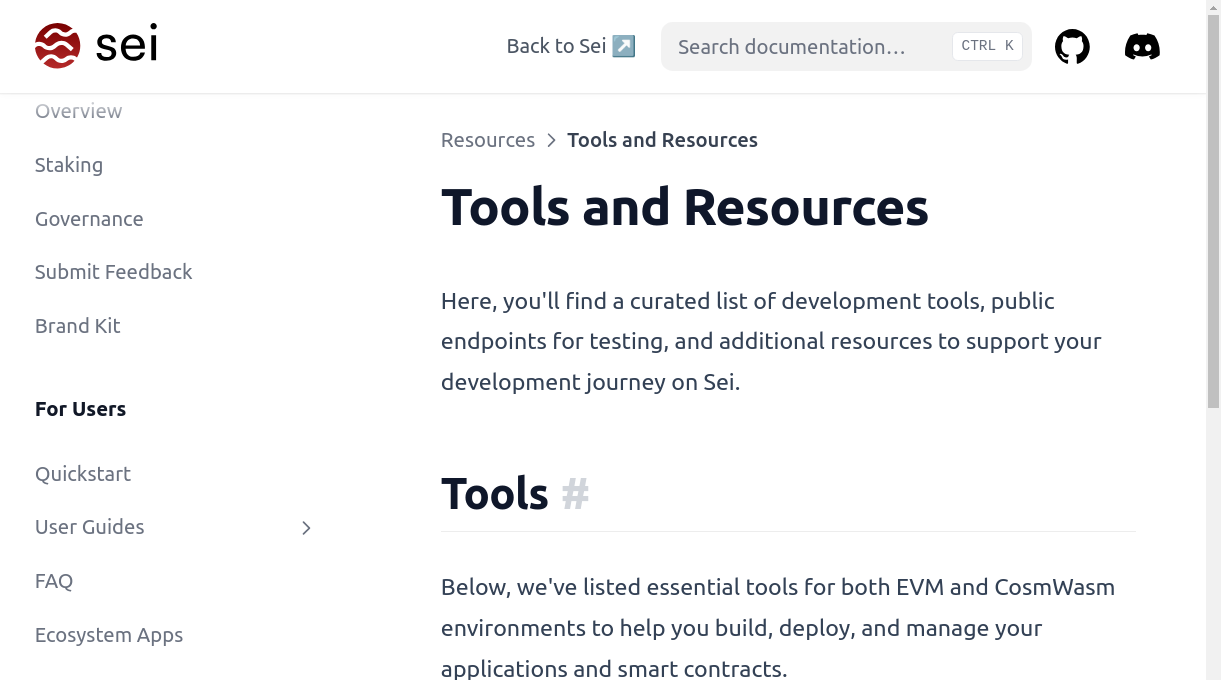 sei
Back to Sei ↗
Search documentation…
CTRL K
Overview
Staking
Governance
Submit Feedback
Brand Kit
For Users
Quickstart
User Guides
FAQ
Ecosystem Apps
Resources > Tools and Resources
Tools and Resources
Here, you'll find a curated list of development tools, public
endpoints for testing, and additional resources to support your
development journey on Sei.
Tools #
Below, we've listed essential tools for both EVM and CosmWasm
environments to help you build, deploy, and manage your
applications and smart contracts.